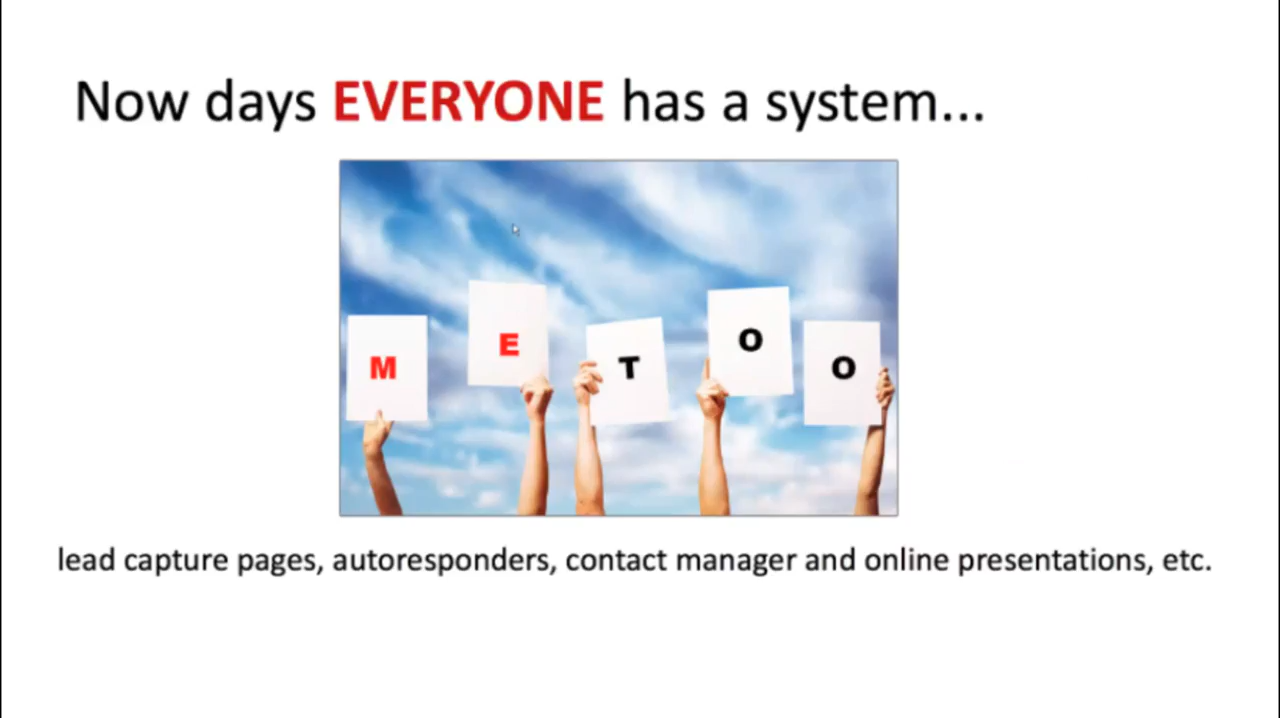 Now days EVERYONE has a system...
M E T O O
lead capture pages, autoresponders, contact manager and online presentations, etc.